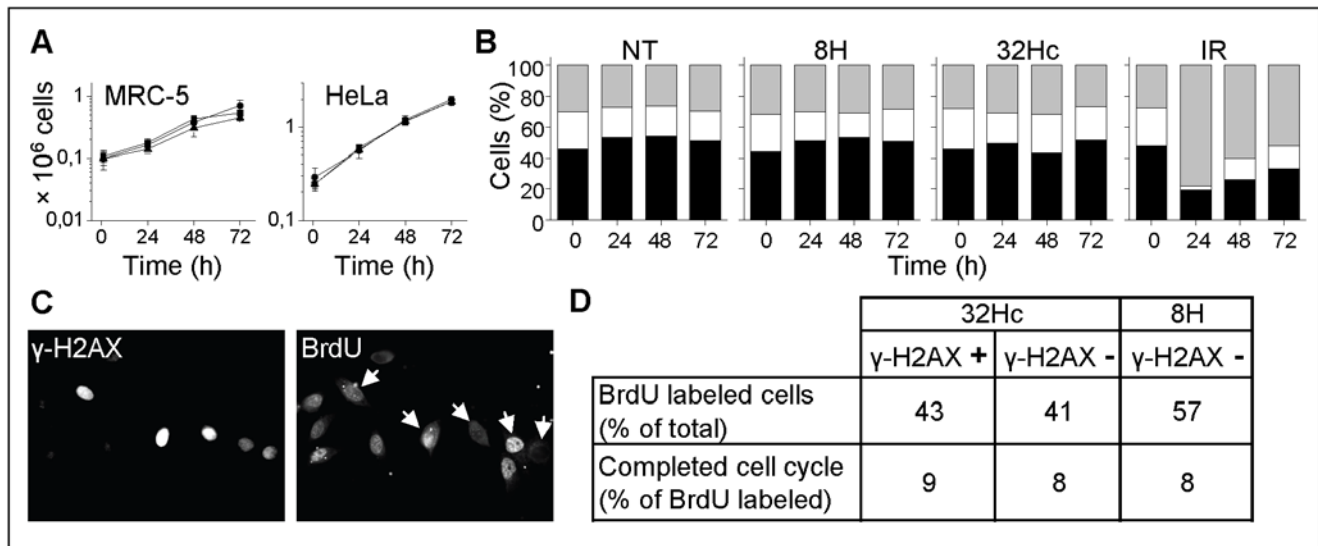 A
MRC-5
HeLa
× 10⁶ cells
1
0,1
0,01
1
0,1
0 24 48 72
0 24 48 72
Time (h)
Time (h)
B
NT 8H 32Hc IR
Cells (%)
100
80
60
40
20
0
0 24 48 72
0 24 48 72
0 24 48 72
0 24 48 72
Time (h)
C
γ-H2AX
BrdU
D
32Hc 8H
γ-H2AX + γ-H2AX - γ-H2AX -
BrdU labeled cells
(% of total)
43 41 57
Completed cell cycle
(% of BrdU labeled)
9 8 8